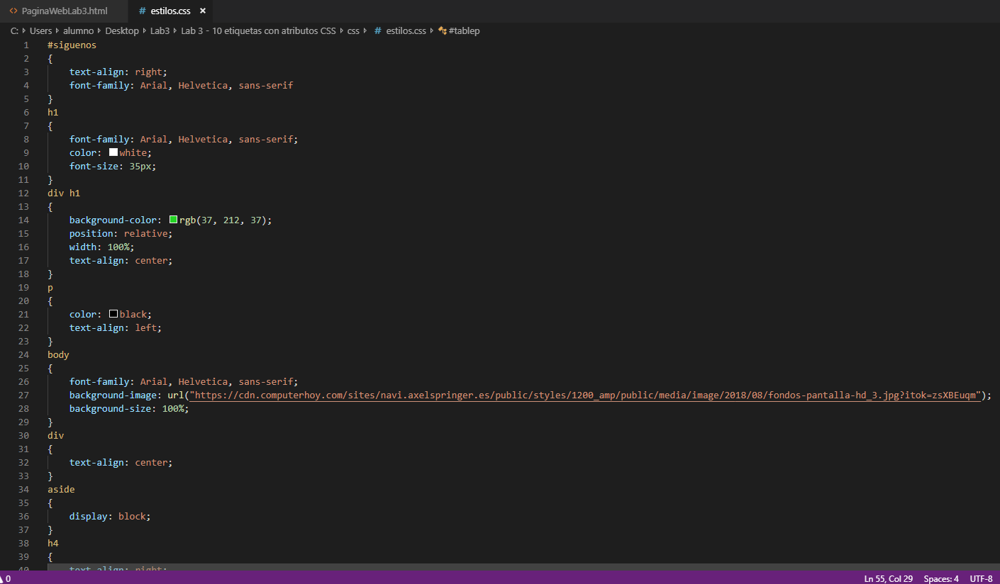 <> PaginaWebLab3.html # estilos.css ×
C: Users alumno Desktop Lab3 Lab 3 - 10 etiquetas con atributos CSS css # estilos.css #tablep
1 #siguenos
2 {
3 text-align: right;
4 font-family: Arial, Helvetica, sans-serif
5 }
6 h1
7 {
8 font-family: Arial, Helvetica, sans-serif;
9 color: white;
10 font-size: 35px;
11 }
12 div h1
13 {
14 background-color: rgb(37, 212, 37);
15 position: relative;
16 width: 100%;
17 text-align: center;
18 }
19 p
20 {
21 color: black;
22 text-align: left;
23 }
24 body
25 {
26 font-family: Arial, Helvetica, sans-serif;
27 background-image: url("https://cdn.computerhoy.com/sites/navi.axelspringer.es/public/styles/1200_amp/public/media/image/2018/08/fondos-pantalla-hd_3.jpg?itok=zsXBEuqm");
28 background-size: 100%;
29 }
30 div
31 {
32 text-align: center;
33 }
34 aside
35 {
36 display: block;
37 }
38 h4
39 {
40 text-align: right;
0 Ln 55, Col 29 Spaces: 4 UTF-8